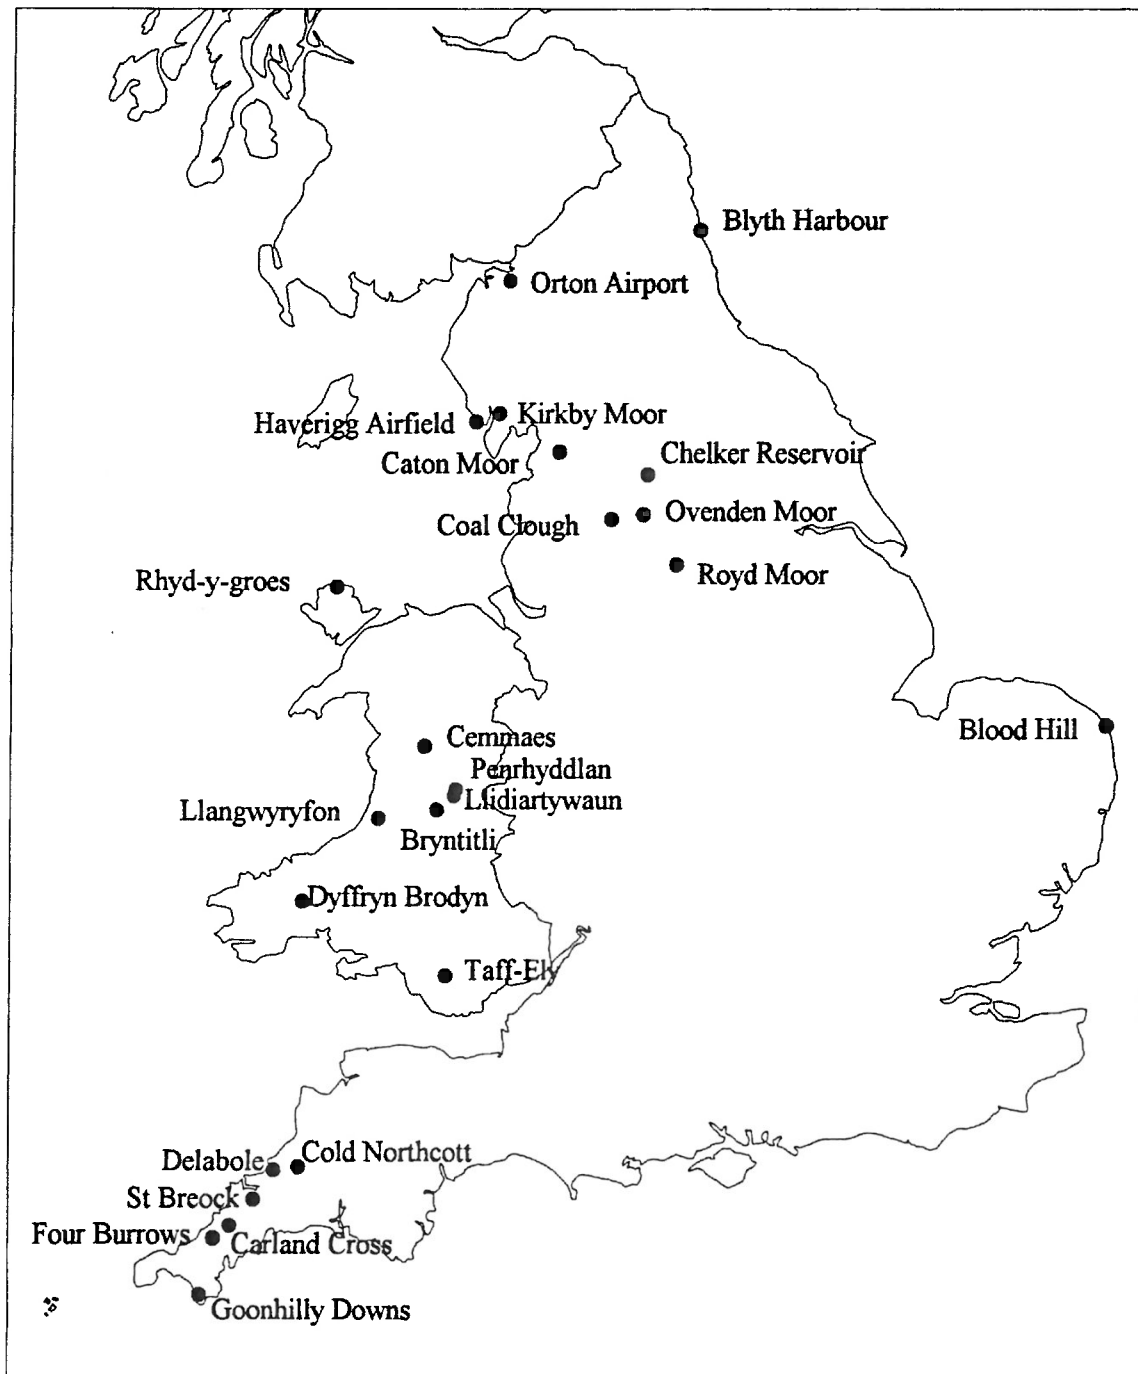 Blyth Harbour
Orton Airport
Haverigg Airfield
Kirkby Moor
Caton Moor
Chelker Reservoir
Coal Clough
Ovenden Moor
Rhyd-y-groes
Royd Moor
Blood Hill
Cemmaes
Penrhyddlan
Llidiartywaun
Llangwyryfon
Bryntitli
Dyffryn Brodyn
Taff-Ely
Delabole
Cold Northcott
St Breock
Four Burrows
Carland Cross
Goonhilly Downs